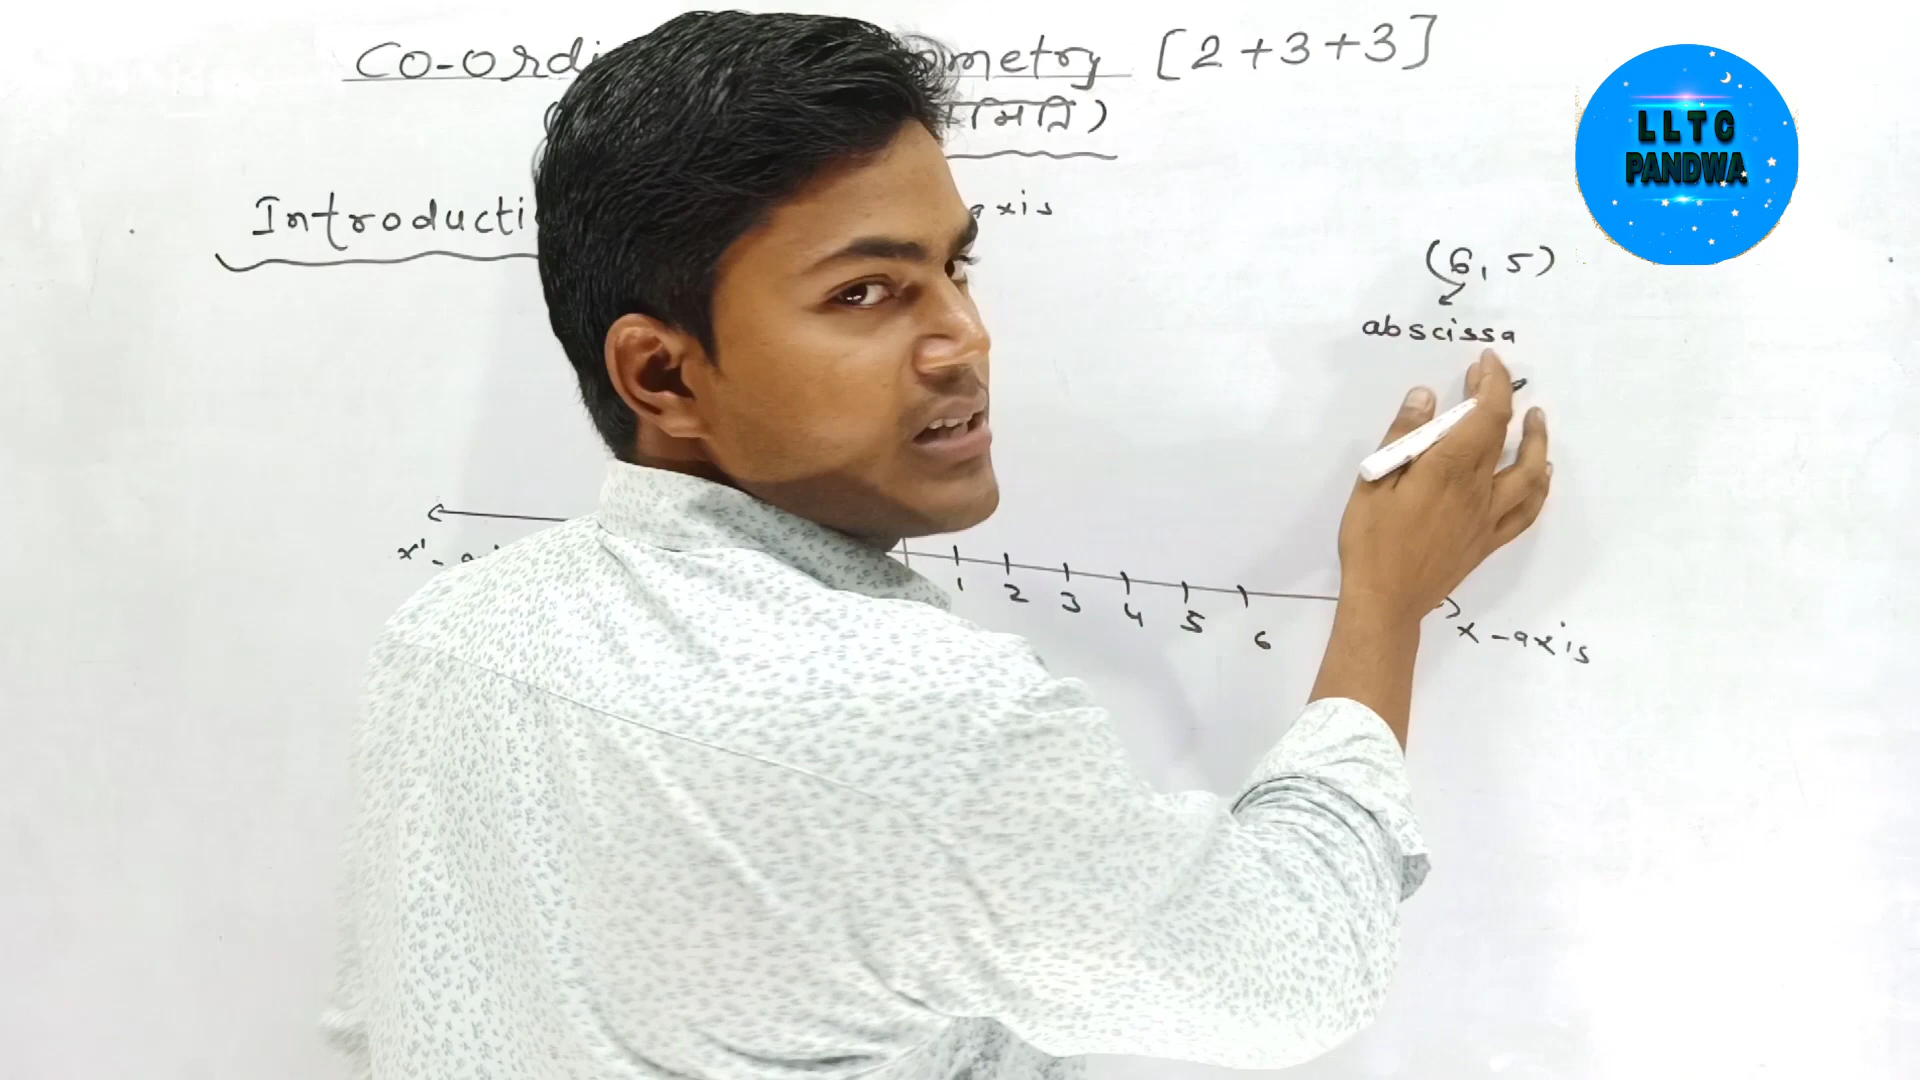 Co-ordi ometry [2+3+3]
मिति)
Introducti axis
LLTC
PANDWA
(6, 5)
abscissa
x'-
1 2 3 4 5 6
x-axis